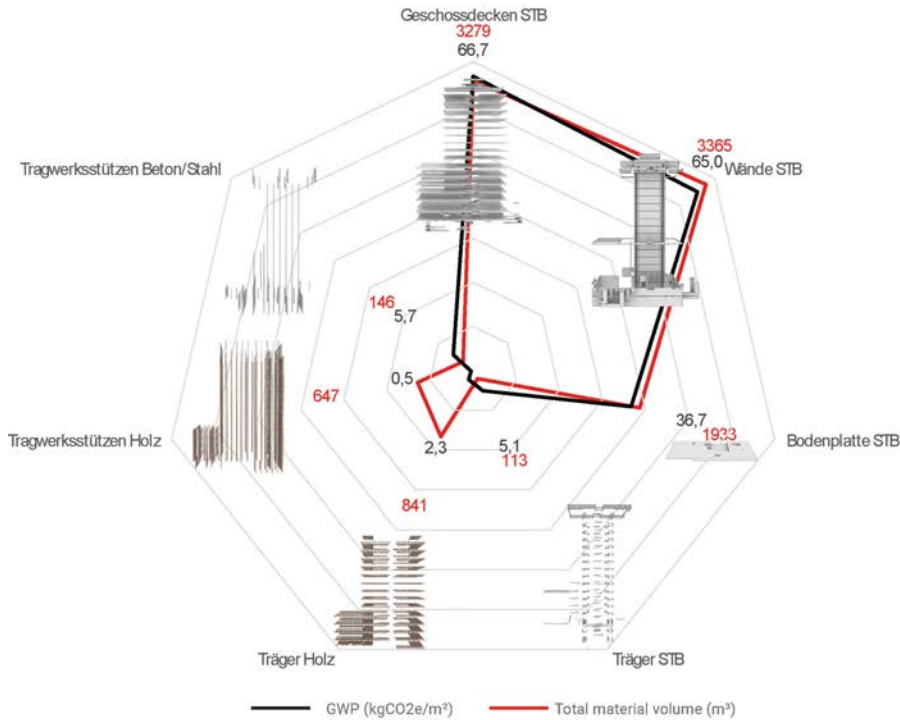 Geschossdecken STB
3279
66,7
3365
65,0
Wände STB
Tragwerksstützen Beton/Stahl
146
5,7
0,5
647
Tragwerksstützen Holz
36,7
1933
Bodenplatte STB
2,3
5,1
113
841
Träger Holz
Träger STB
GWP (kgCO2e/m²)
Total material volume (m³)